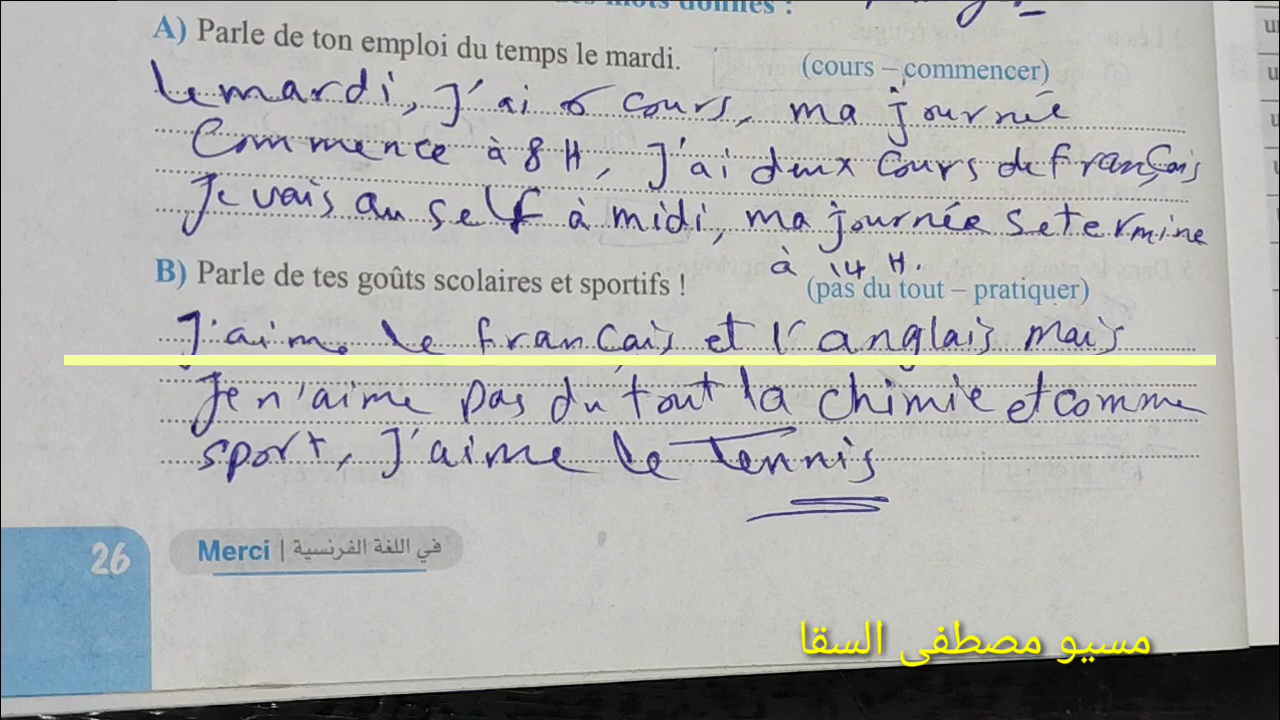 mots donnés :
A) Parle de ton emploi du temps le mardi.
(cours – commencer)
le mardi, J'ai 6 cours, ma journée
Commence à 8 H, J'ai deux cours de français
Je vais au self à midi, ma journée se termine
à 14 H.
B) Parle de tes goûts scolaires et sportifs !
(pas du tout – pratiquer)
J'aime le francais et l'anglais mais
Je n'aime pas du tout la chimie et comme
sport, J'aime le Tennis
26
Merci | في اللغة الفرنسية
مسيو مصطفى السقا